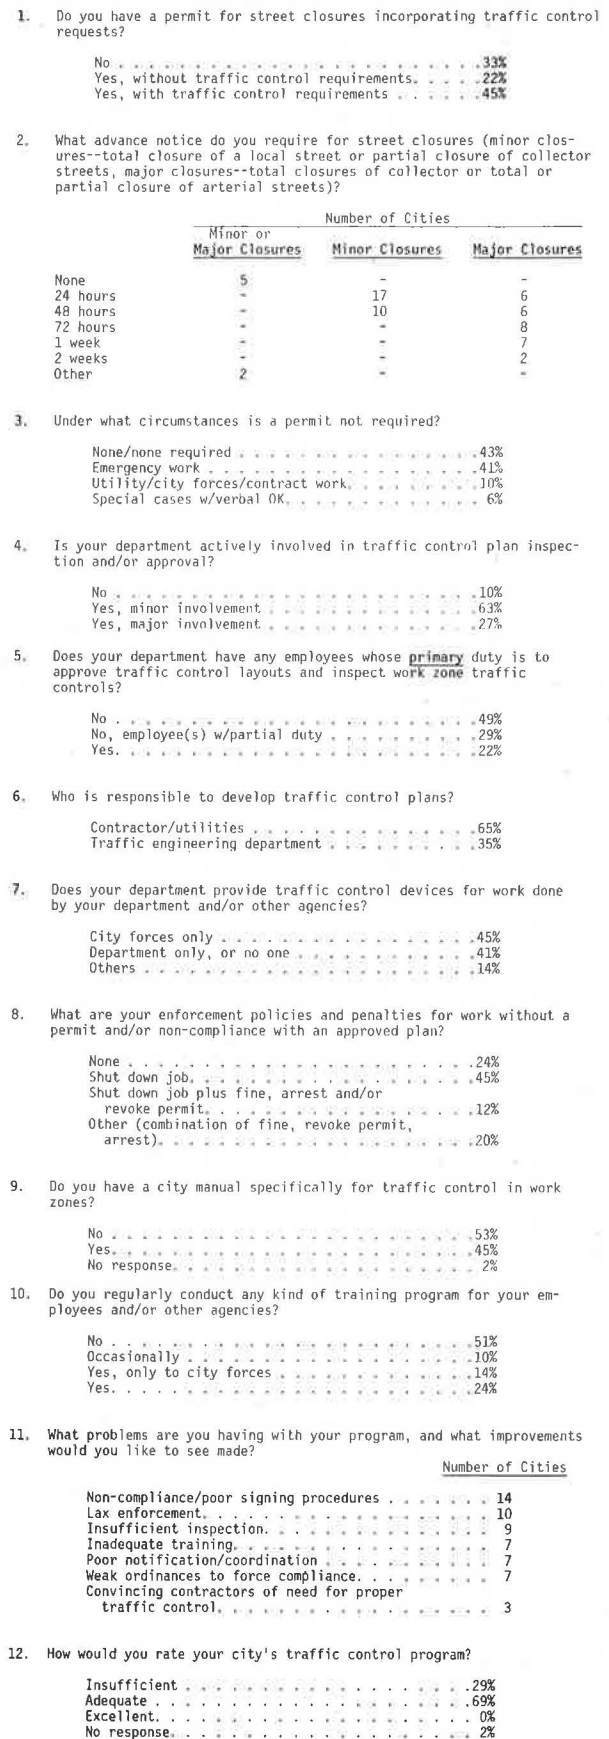 1. Do you have a permit for street closures incorporating traffic control
requests?
No . . . . . . . . . . . . . . . . . . . . . . . . 33%
Yes, without traffic control requirements. . . . . 22%
Yes, with traffic control requirements . . . . . . 45%
2. What advance notice do you require for street closures (minor clos-
ures--total closure of a local street or partial closure of collector
streets, major closures--total closures of collector or total or
partial closure of arterial streets)?
Number of Cities
Minor or
Major Closures Minor Closures Major Closures
None 5 - -
24 hours - 17 6
48 hours - 10 6
72 hours - - 8
1 week - - 7
2 weeks - - 2
Other 2 - -
3. Under what circumstances is a permit not required?
None/none required . . . . . . . . . . . . . . . . 43%
Emergency work . . . . . . . . . . . . . . . . . . 41%
Utility/city forces/contract work. . . . . . . . . 10%
Special cases w/verbal OK. . . . . . . . . . . . . 6%
4. Is your department actively involved in traffic control plan inspec-
tion and/or approval?
No . . . . . . . . . . . . . . . . . . . . . . . . 10%
Yes, minor involvement . . . . . . . . . . . . . . 63%
Yes, major involvement . . . . . . . . . . . . . . 27%
5. Does your department have any employees whose primary duty is to
approve traffic control layouts and inspect work zone traffic
controls?
No . . . . . . . . . . . . . . . . . . . . . . . . 49%
No, employee(s) w/partial duty . . . . . . . . . . 29%
Yes. . . . . . . . . . . . . . . . . . . . . . . . 22%
6. Who is responsible to develop traffic control plans?
Contractor/utilities . . . . . . . . . . . . . . . 65%
Traffic engineering department . . . . . . . . . . 35%
7. Does your department provide traffic control devices for work done
by your department and/or other agencies?
City forces only . . . . . . . . . . . . . . . . . 45%
Department only, or no one . . . . . . . . . . . . 41%
Others . . . . . . . . . . . . . . . . . . . . . . 14%
8. What are your enforcement policies and penalties for work without a
permit and/or non-compliance with an approved plan?
None . . . . . . . . . . . . . . . . . . . . . . . 24%
Shut down job. . . . . . . . . . . . . . . . . . . 45%
Shut down job plus fine, arrest and/or
revoke permit. . . . . . . . . . . . . . . . . . 12%
Other (combination of fine, revoke permit,
arrest). . . . . . . . . . . . . . . . . . . . . 20%
9. Do you have a city manual specifically for traffic control in work
zones?
No . . . . . . . . . . . . . . . . . . . . . . . . 53%
Yes. . . . . . . . . . . . . . . . . . . . . . . . 45%
No response. . . . . . . . . . . . . . . . . . . . 2%
10. Do you regularly conduct any kind of training program for your em-
ployees and/or other agencies?
No . . . . . . . . . . . . . . . . . . . . . . . . 51%
Occasionally . . . . . . . . . . . . . . . . . . . 10%
Yes, only to city forces . . . . . . . . . . . . . 14%
Yes. . . . . . . . . . . . . . . . . . . . . . . . 24%
11. What problems are you having with your program, and what improvements
would you like to see made?
Number of Cities
Non-compliance/poor signing procedures . . . . . . . 14
Lax enforcement. . . . . . . . . . . . . . . . . . . 10
Insufficient inspection. . . . . . . . . . . . . . . 9
Inadequate training. . . . . . . . . . . . . . . . . 7
Poor notification/coordination . . . . . . . . . . . 7
Weak ordinances to force compliance. . . . . . . . . 7
Convincing contractors of need for proper
traffic control. . . . . . . . . . . . . . . . . . 3
12. How would you rate your city's traffic control program?
Insufficient . . . . . . . . . . . . . . . . . . . 29%
Adequate . . . . . . . . . . . . . . . . . . . . . 69%
Excellent. . . . . . . . . . . . . . . . . . . . . 0%
No response. . . . . . . . . . . . . . . . . . . . 2%